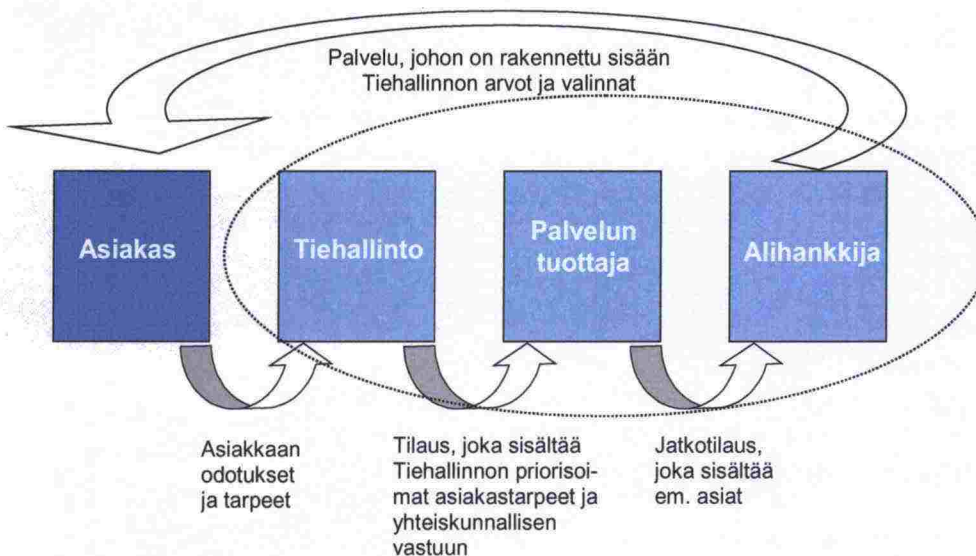 Palvelu, johon on rakennettu sisään
Tiehallinnon arvot ja valinnat
Asiakas
Tiehallinto
Palvelun
tuottaja
Alihankkija
Asiakkaan
odotukset
ja tarpeet
Tilaus, joka sisältää
Tiehallinnon priorisoi-
mat asiakastarpeet ja
yhteiskunnallisen
vastuun
Jatkotilaus,
joka sisältää
em. asiat